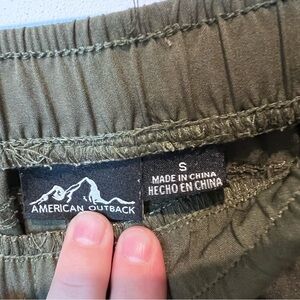 AMERICAN OUTBACK
S
MADE IN CHINA
HECHO EN CHINA